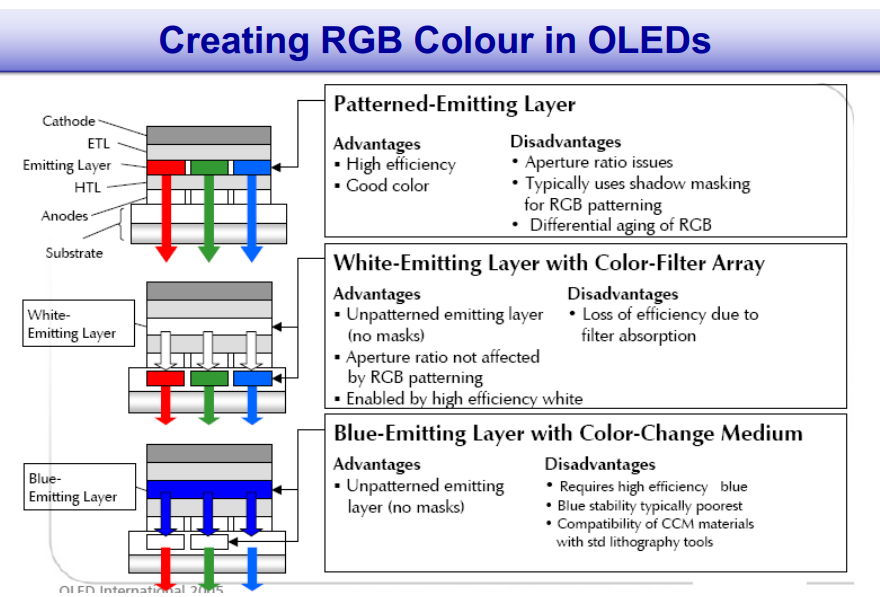 Creating RGB Colour in OLEDs
Cathode
ETL
Emitting Layer
HTL
Anodes
Substrate
Patterned-Emitting Layer
Advantages
▪ High efficiency
▪ Good color
Disadvantages
• Aperture ratio issues
• Typically uses shadow masking
for RGB patterning
• Differential aging of RGB
White-
Emitting Layer
White-Emitting Layer with Color-Filter Array
Advantages
▪ Unpatterned emitting layer
(no masks)
▪ Aperture ratio not affected
by RGB patterning
▪ Enabled by high efficiency white
Disadvantages
• Loss of efficiency due to
filter absorption
Blue-
Emitting Layer
Blue-Emitting Layer with Color-Change Medium
Advantages
▪ Unpatterned emitting
layer (no masks)
Disadvantages
• Requires high efficiency blue
• Blue stability typically poorest
• Compatibility of CCM materials
with std lithography tools
OLED International 2005